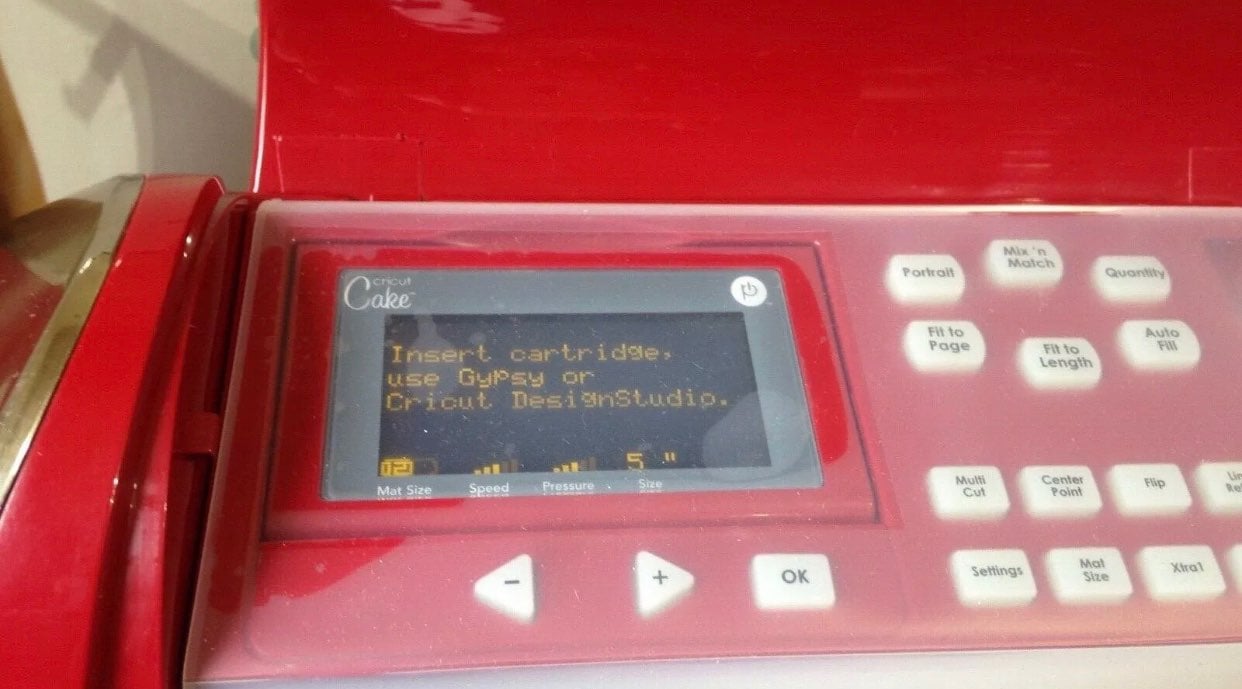 cricut
Cake
Insert cartridge,
use Gypsy or
Cricut DesignStudio.
12
5 "
Mat Size
Speed
Pressure
Size
- + OK
Portrait
Mix 'n
Match
Quantity
Fit to
Page
Fit to
Length
Auto
Fill
Multi
Cut
Center
Point
Flip
Settings
Mat
Size
Xtra1